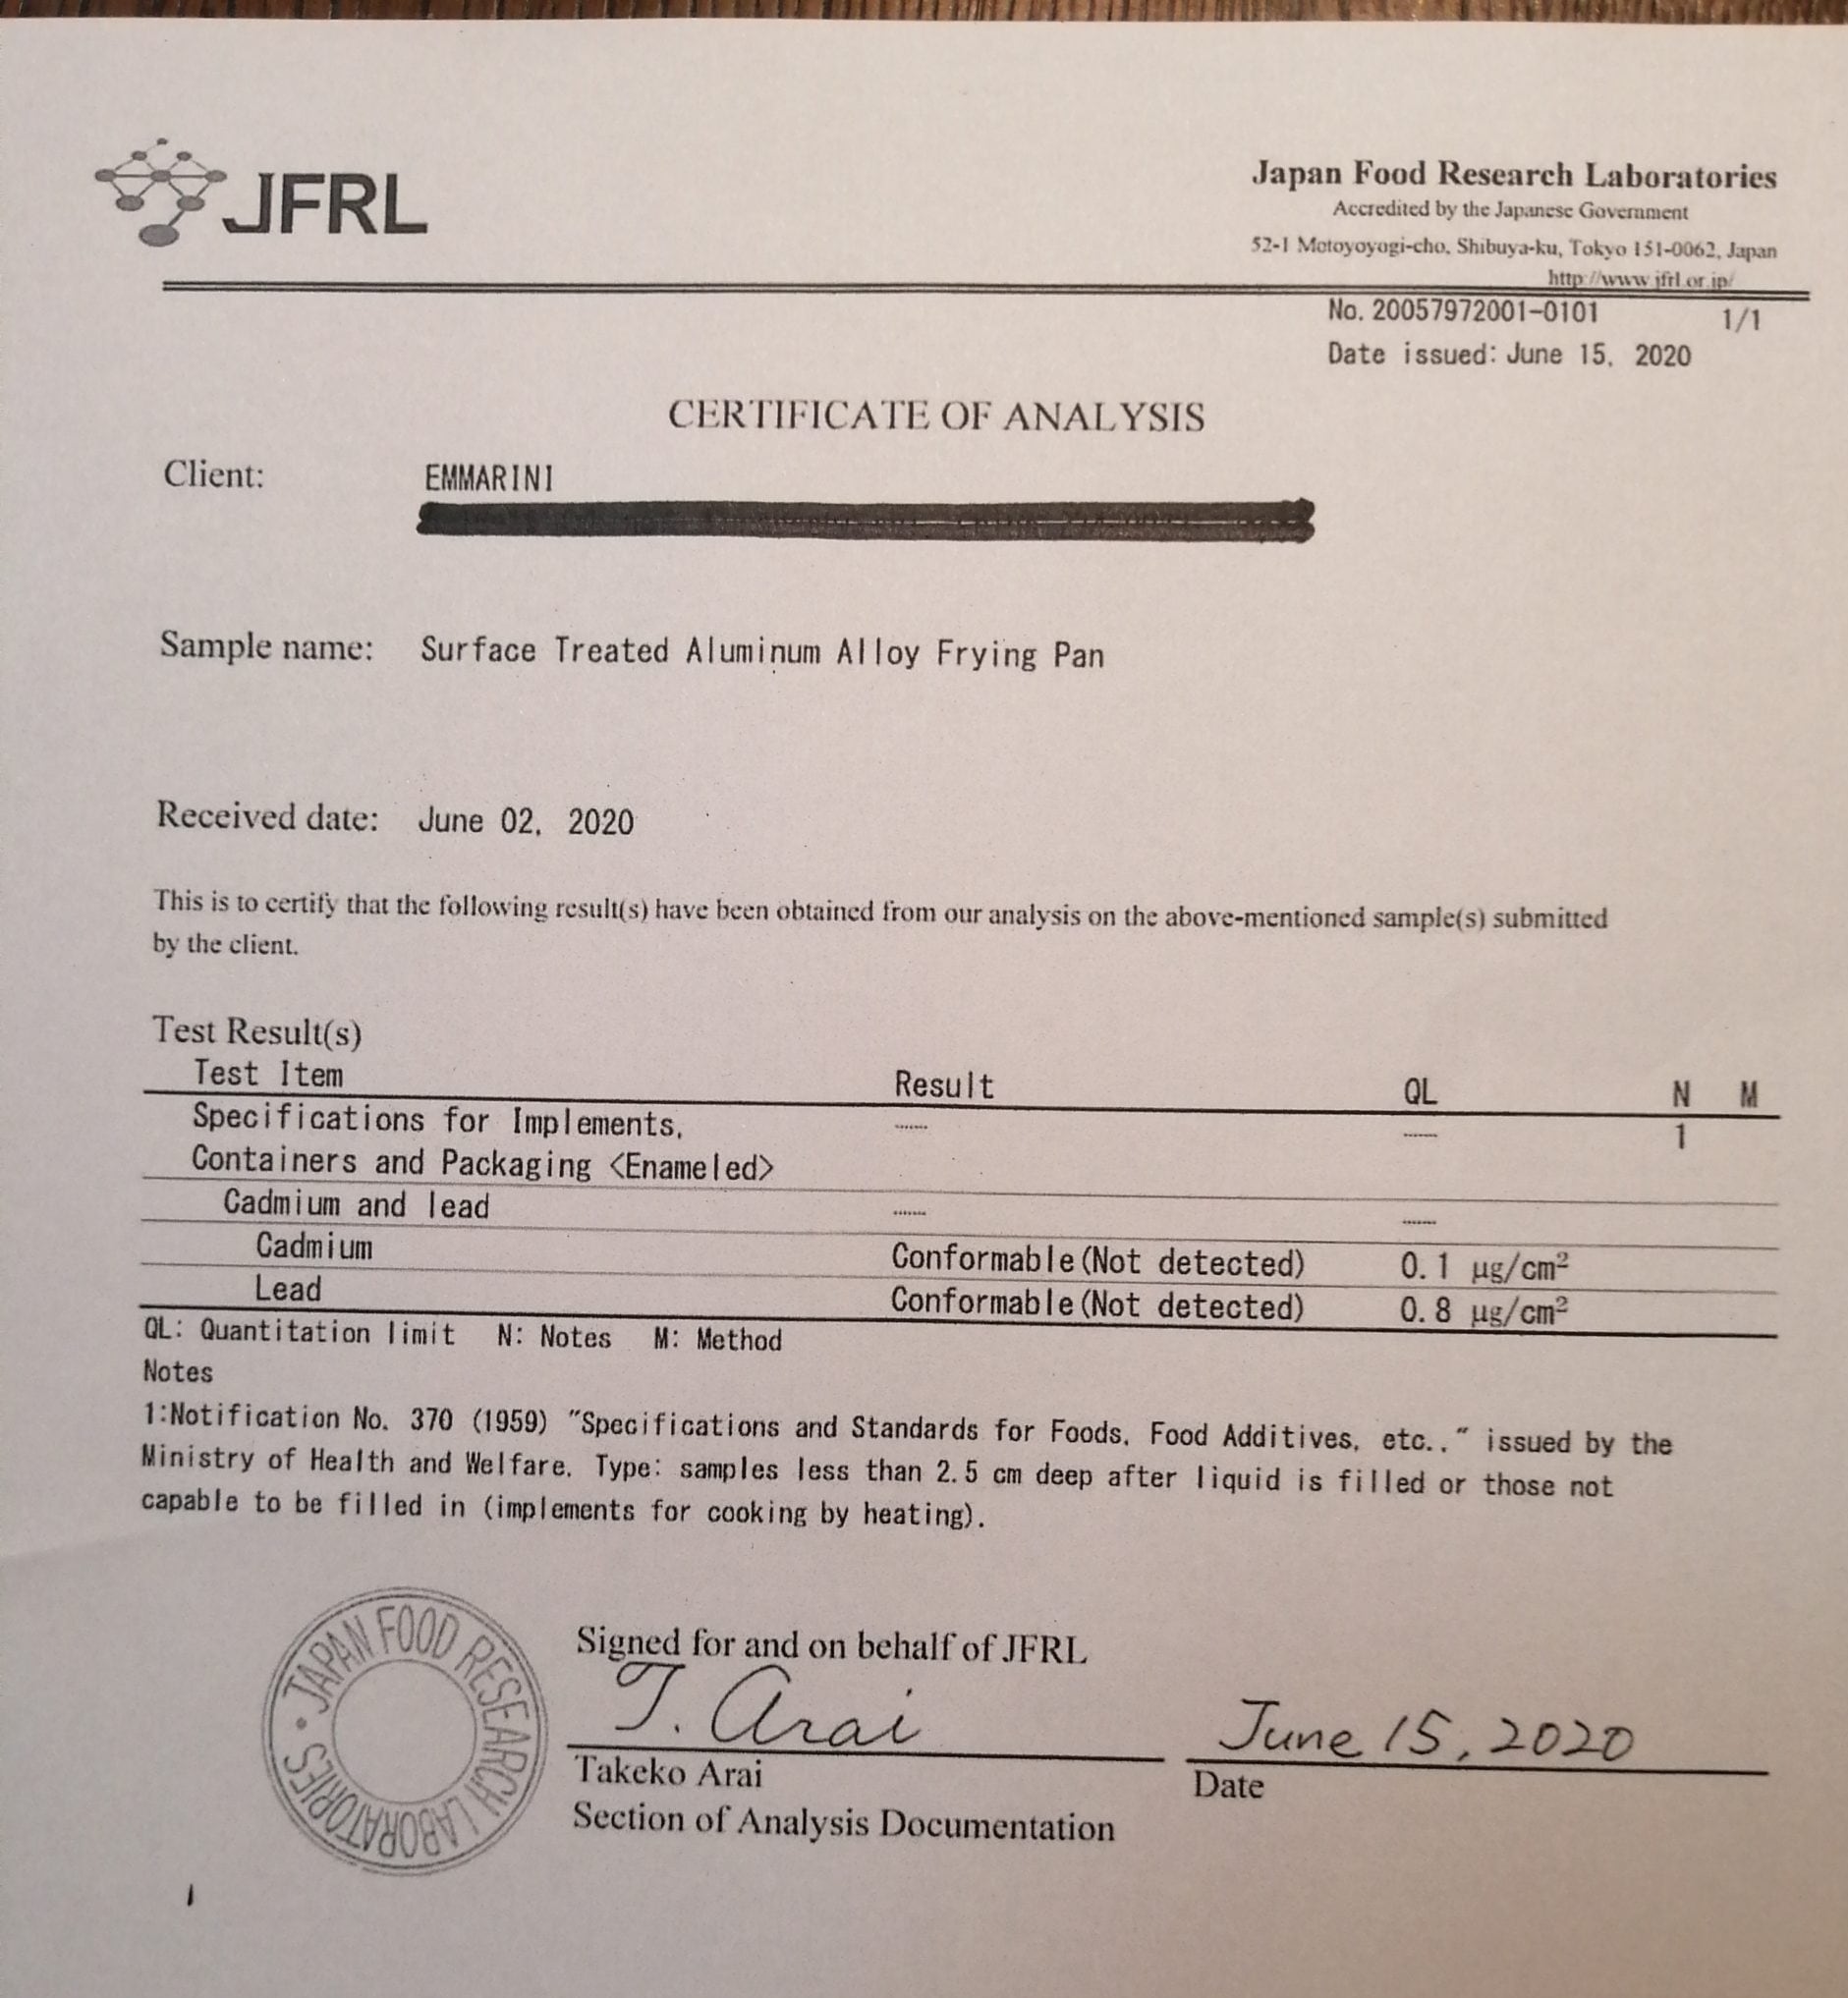 JFRL
Japan Food Research Laboratories
Accredited by the Japanese Government
52-1 Motoyoyogi-cho, Shibuya-ku, Tokyo 151-0062, Japan
http://www.jfrl.or.jp/
No. 20057972001-0101 1/1
Date issued: June 15, 2020
CERTIFICATE OF ANALYSIS
Client: EMMARINI
Sample name: Surface Treated Aluminum Alloy Frying Pan
Received date: June 02, 2020
This is to certify that the following result(s) have been obtained from our analysis on the above-mentioned sample(s) submitted
by the client.
Test Result(s)
Test Item Result QL N M
Specifications for Implements, ...... ...... 1
Containers and Packaging <Enameled>
Cadmium and lead ...... ......
Cadmium Conformable(Not detected) 0.1 μg/cm²
Lead Conformable(Not detected) 0.8 μg/cm²
QL: Quantitation limit N: Notes M: Method
Notes
1:Notification No. 370 (1959) "Specifications and Standards for Foods, Food Additives, etc.," issued by the
Ministry of Health and Welfare. Type: samples less than 2.5 cm deep after liquid is filled or those not
capable to be filled in (implements for cooking by heating).
JAPAN FOOD RESEARCH LABORATORIES
Signed for and on behalf of JFRL
T. Arai June 15, 2020
Takeko Arai Date
Section of Analysis Documentation